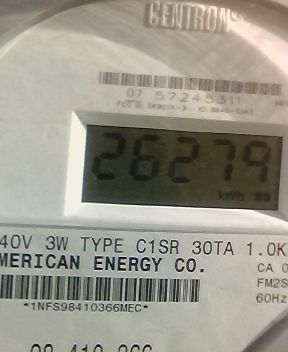 CENTRON®
07 57245311
26279
kWh
40V 3W TYPE C1SR 30TA 1.0K
MERICAN ENERGY CO.
CA 0
FM2S
*1NFS98410366MEC*
60Hz